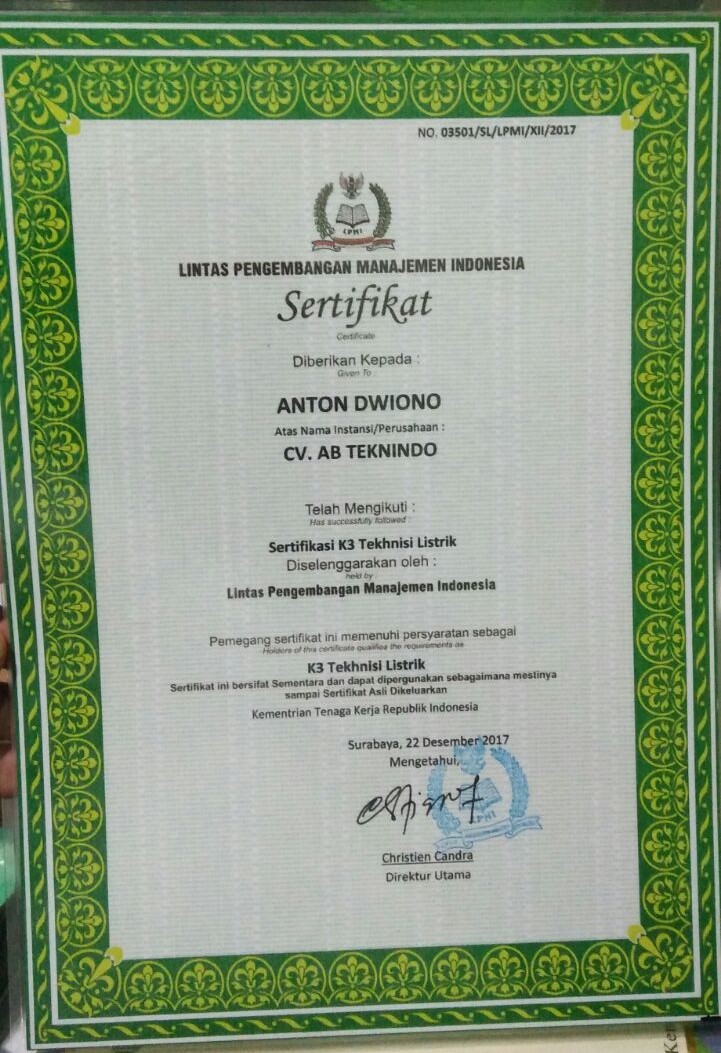 NO. 03501/SL/LPMI/XII/2017
LPMI
LINTAS PENGEMBANGAN MANAJEMEN INDONESIA
Sertifikat
Certificate
Diberikan Kepada :
Given To :
ANTON DWIONO
Atas Nama Instansi/Perusahaan :
CV. AB TEKNINDO
Telah Mengikuti :
Has successfully followed :
Sertifikasi K3 Tekhnisi Listrik
Diselenggarakan oleh :
held by :
Lintas Pengembangan Manajemen Indonesia
Pemegang sertifikat ini memenuhi persyaratan sebagai
Holders of this certificate qualifies the requirements as
K3 Tekhnisi Listrik
Sertifikat ini bersifat Sementara dan dapat dipergunakan sebagaimana mestinya
sampai Sertifikat Asli Dikeluarkan
Kementrian Tenaga Kerja Republik Indonesia
Surabaya, 22 Desember 2017
Mengetahui,
LPMI
Christien Candra
Direktur Utama